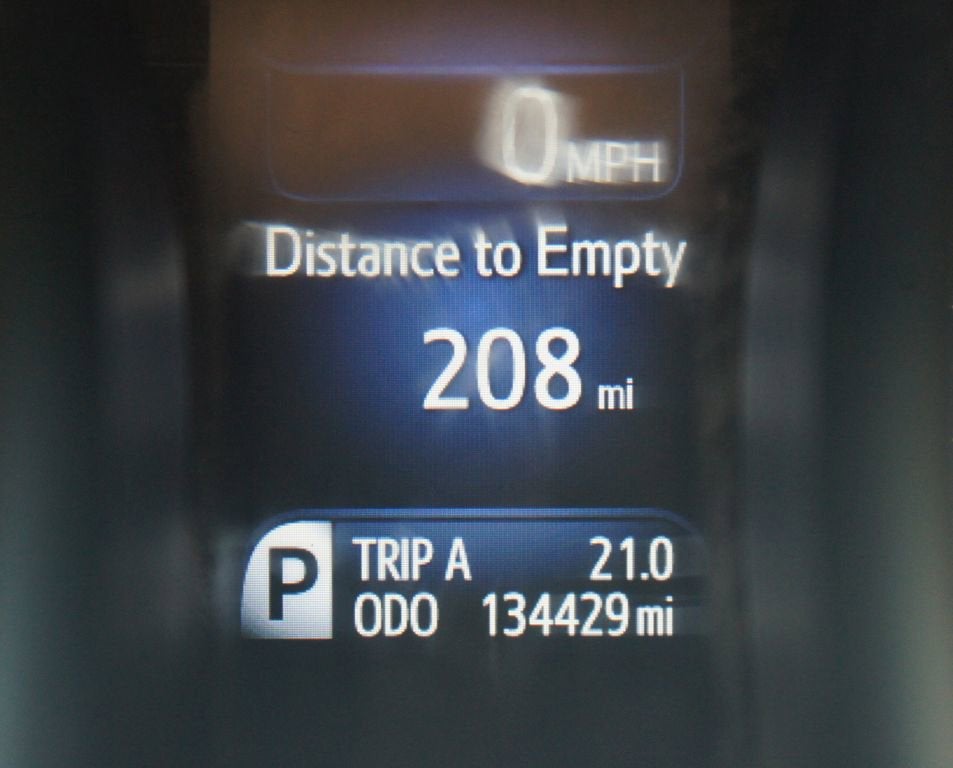 0 MPH
Distance to Empty
208 mi
P
TRIP A 21.0
ODO 134429 mi